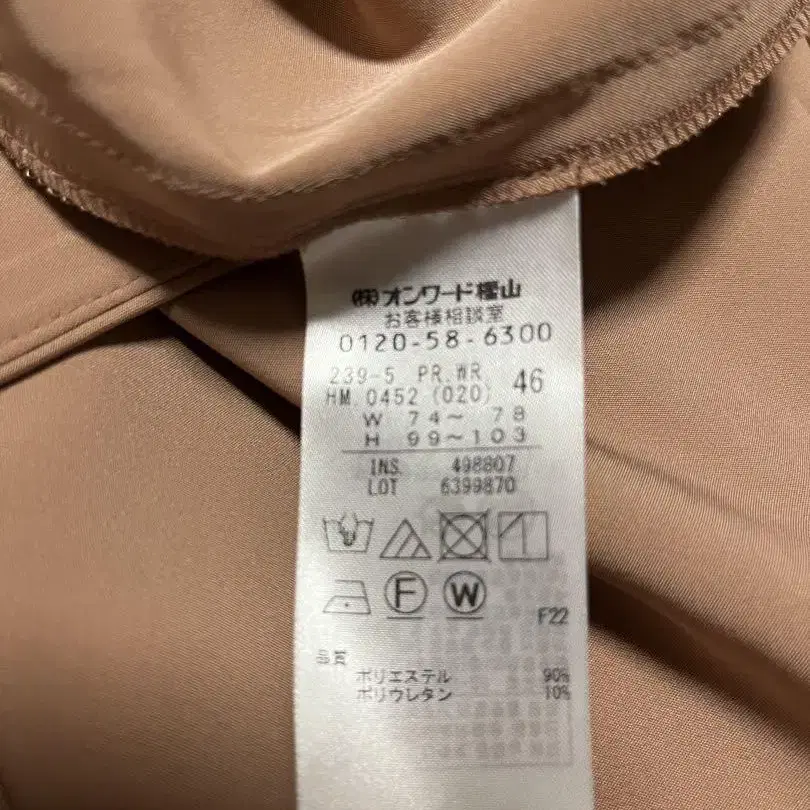 (株)オンワード樫山
お客様相談室
0120-58-6300
239-5 PR.WR 46
HM.0452 (020)
W 74～ 78
H 99～103
INS. 498807
LOT 6399870
F W
F22
品質
ポリエステル 90%
ポリウレタン 10%